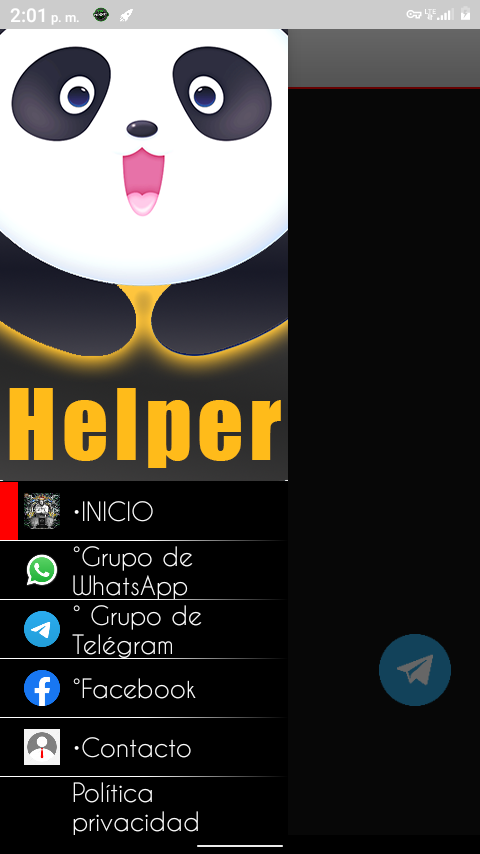 2:01 p. m.
LTE
Helper
•INICIO
°Grupo de
WhatsApp
° Grupo de
Telégram
°Facebook
•Contacto
Política
privacidad